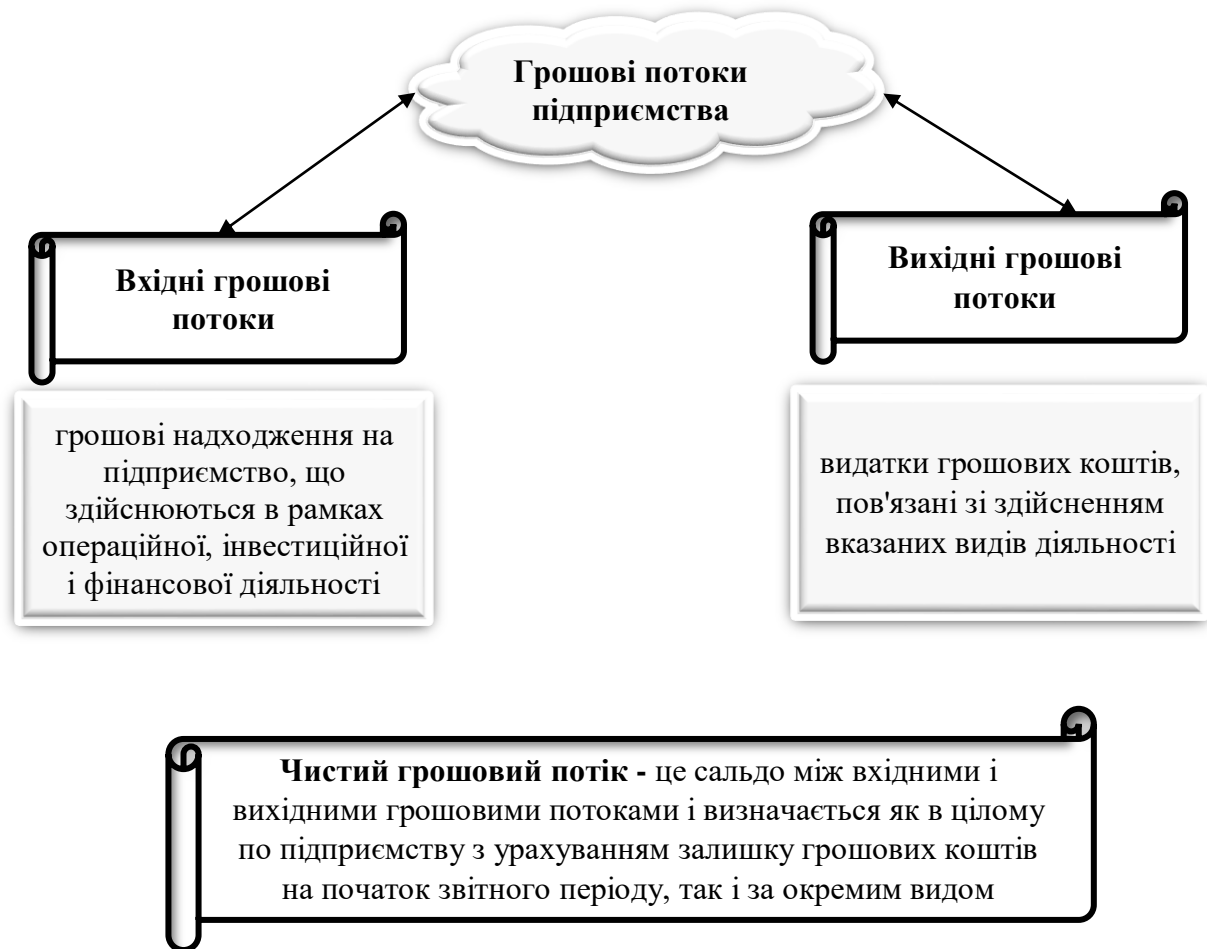 Грошові потоки
підприємства
Вхідні грошові
потоки
Вихідні грошові
потоки
грошові надходження на
підприємство, що
здійснюються в рамках
операційної, інвестиційної
і фінансової діяльності
видатки грошових коштів,
пов'язані зі здійсненням
вказаних видів діяльності
Чистий грошовий потік - це сальдо між вхідними і
вихідними грошовими потоками і визначається як в цілому
по підприємству з урахуванням залишку грошових коштів
на початок звітного періоду, так і за окремим видом